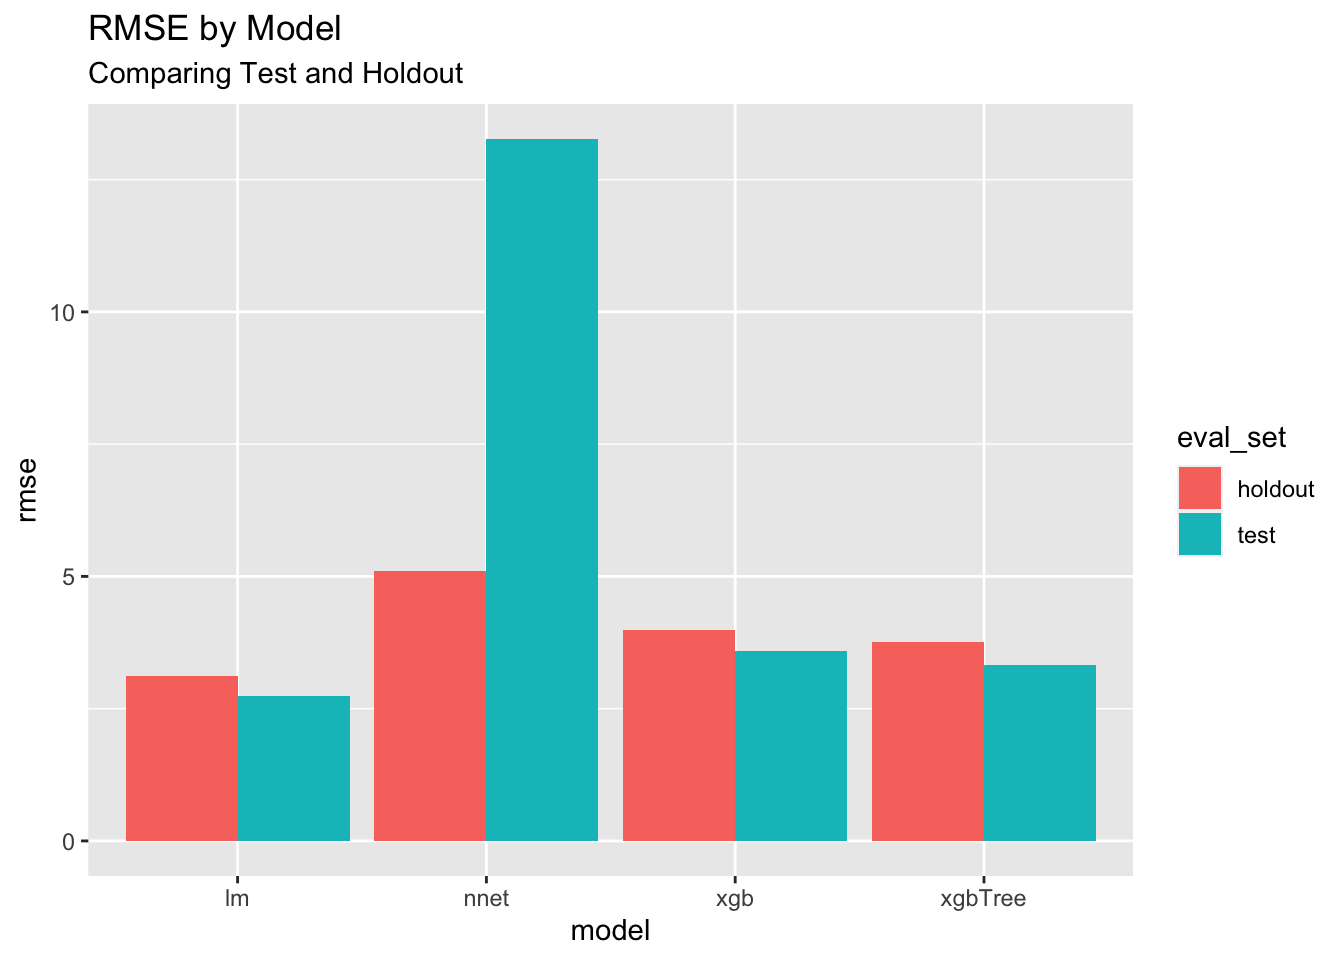 RMSE by Model
Comparing Test and Holdout
rmse
10
5
0
lm nnet xgb xgbTree
model
eval_set
holdout
test